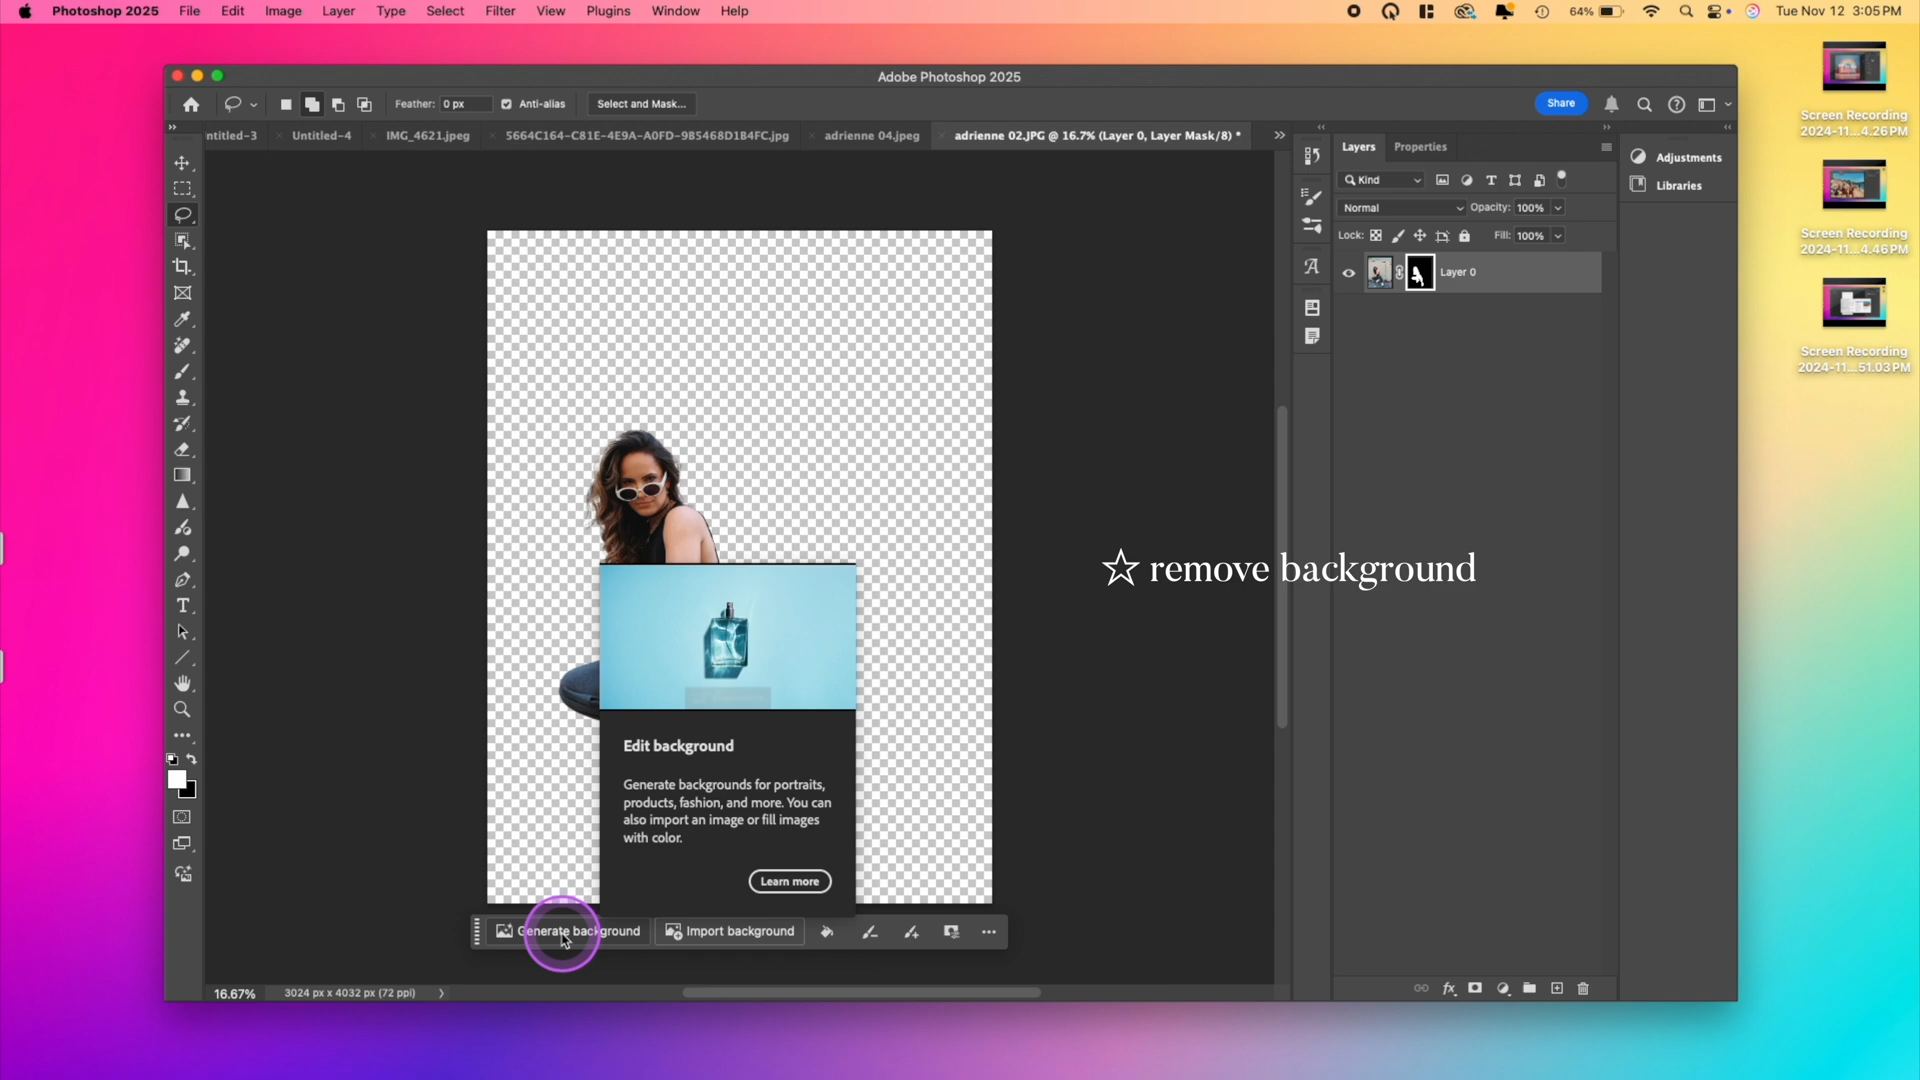 Photoshop 2025 File Edit Image Layer Type Select Filter View Plugins Window Help
64% Tue Nov 12 3:05 PM
Adobe Photoshop 2025
Feather: 0 px Anti-alias Select and Mask... Share
ntitled-3 Untitled-4 IMG_4621.jpeg 5664C164-C81E-4E9A-A0FD-9B5468D1B4FC.jpg adrienne 04.jpeg adrienne 02.JPG @ 16.7% (Layer 0, Layer Mask/8) *
Layers Properties
Kind
Normal Opacity: 100%
Lock: Fill: 100%
Layer 0
Adjustments
Libraries
Screen Recording
2024-11...4.26 PM
Screen Recording
2024-11...4.46 PM
Screen Recording
2024-11...51.03 PM
remove background
Edit background
Generate backgrounds for portraits,
products, fashion, and more. You can
also import an image or fill images
with color.
Learn more
Generate background Import background
16.67% 3024 px x 4032 px (72 ppi)